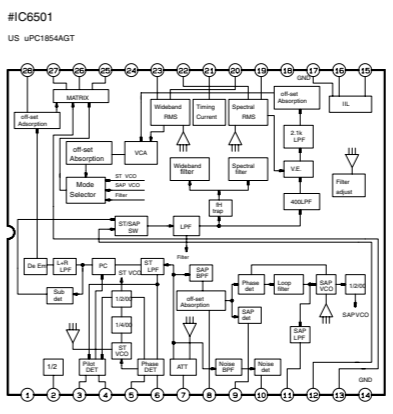 #IC6501
US uPC1854AGT
28 27 26 25 24 23 22 21 20 19 18 17 16 15
GND
MATRIX
off-set Adsorption
Wideband RMS
Timing Current
Spectral RMS
off-set Absorption
IIL
off-set Absorption
VCA
2.1k LPF
Wideband filter
Spectral filter
V.E.
Mode Selector
ST VCO
SAP VCO
Filter
fH trap
400LPF
Filter adjust
ST/SAP SW
LPF
Filter
De Em
L+R LPF
PC
ST LPF
ST VCO
SAP BPF
Phase det
Loop filter
SAP VCO
1/2/00
Sub det
1/2/00
off-set Absorption
SAP det
SAPVCO
1/4/00
SAP LPF
ST VCO
1/2
Pilot DET
Phase DET
ATT
Noise BPF
Noise det
GND
1 2 3 4 5 6 7 8 9 10 11 12 13 14